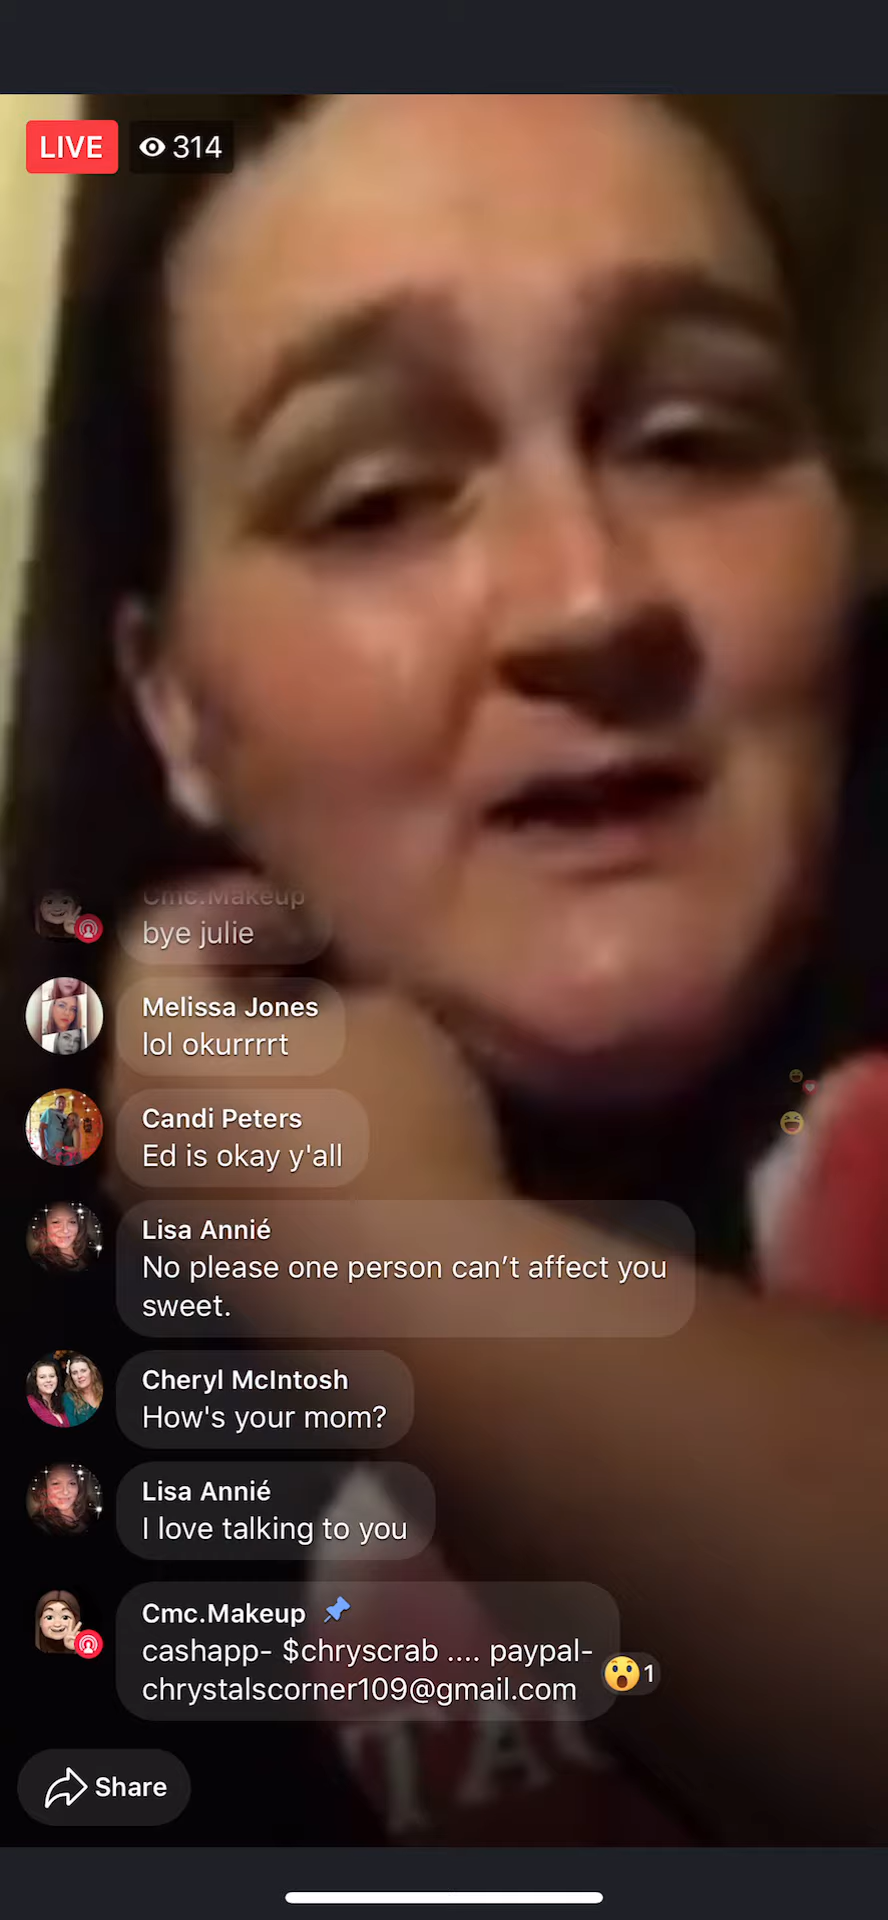 LIVE 314
Cmc.Makeup
bye julie
Melissa Jones
lol okurrrrt
Candi Peters
Ed is okay y'all
Lisa Annié
No please one person can’t affect you
sweet.
Cheryl McIntosh
How's your mom?
Lisa Annié
I love talking to you
Cmc.Makeup
cashapp- $chryscrab .... paypal-
chrystalscorner109@gmail.com
1
Share